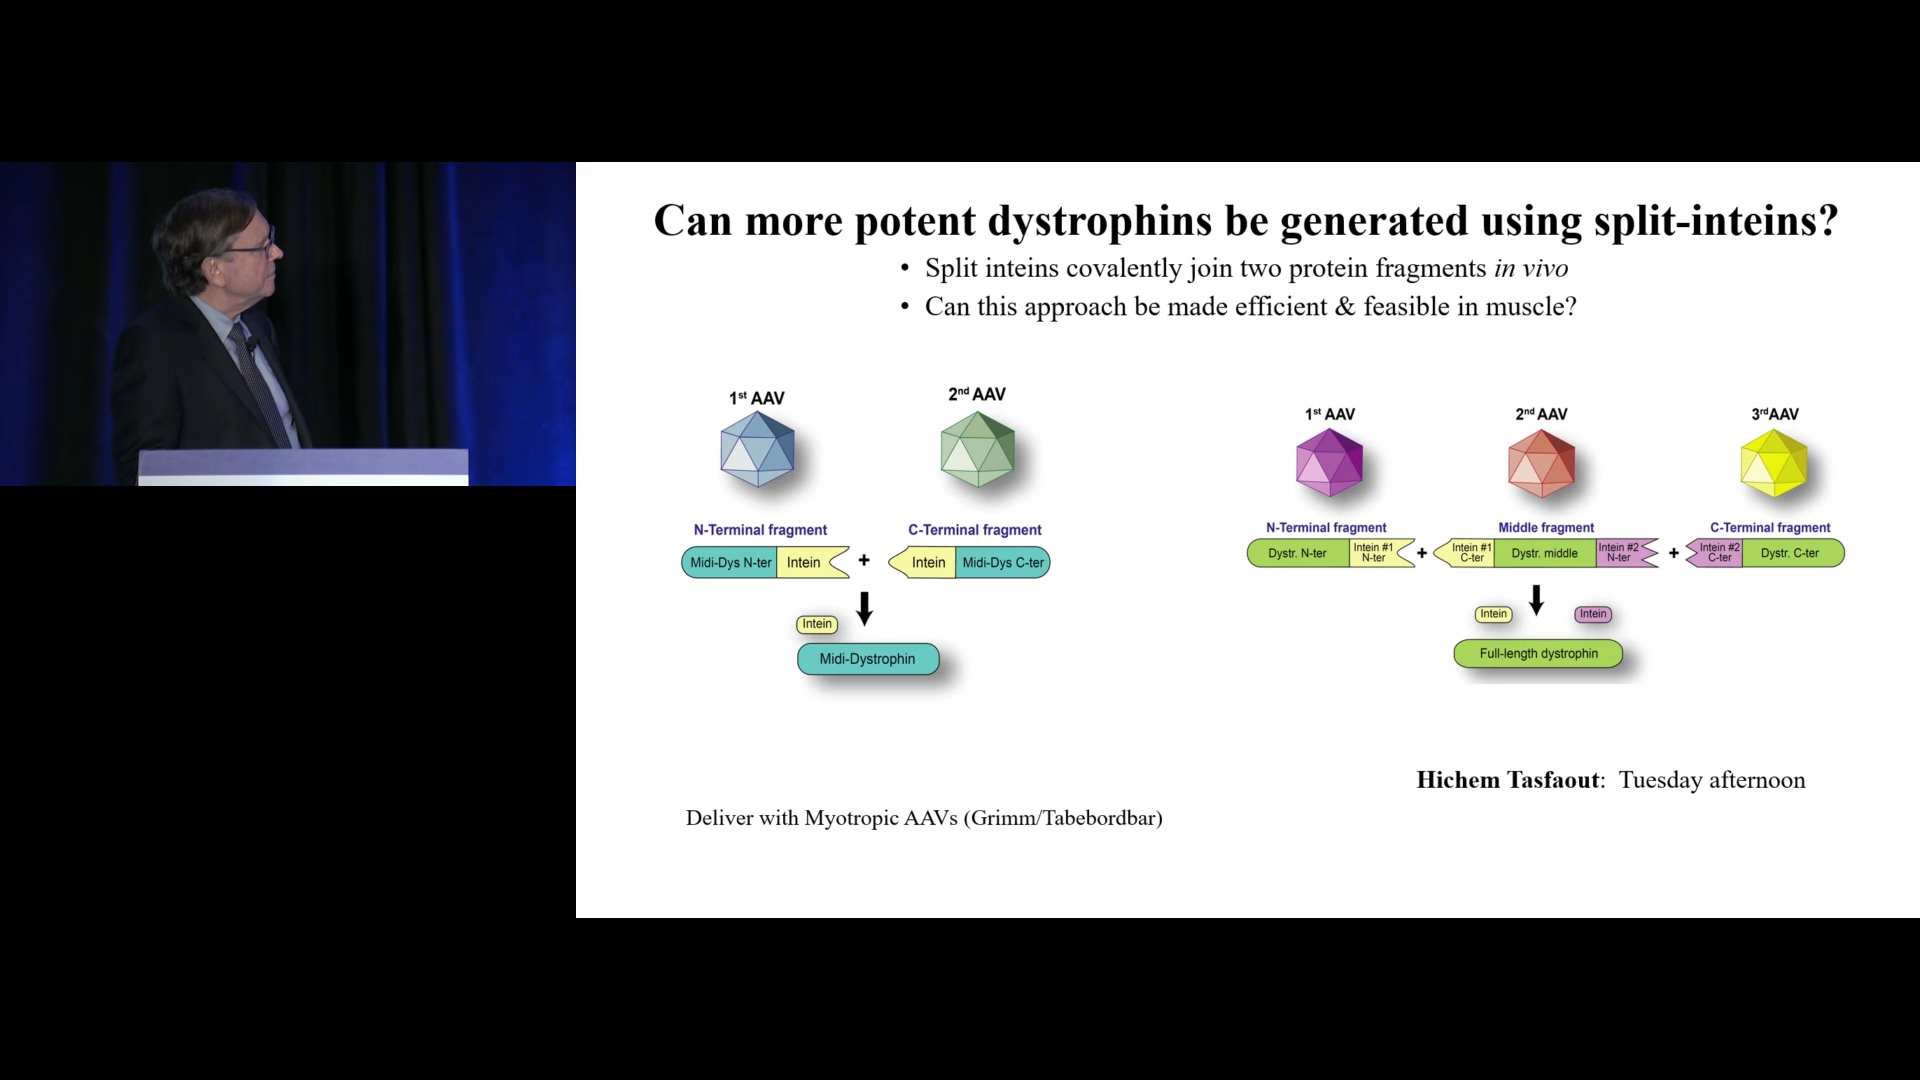 Can more potent dystrophins be generated using split-inteins?
• Split inteins covalently join two protein fragments in vivo
• Can this approach be made efficient & feasible in muscle?
1st AAV
2nd AAV
N-Terminal fragment
C-Terminal fragment
Midi-Dys N-ter
Intein
+
Intein
Midi-Dys C-ter
Intein
Midi-Dystrophin
1st AAV
2nd AAV
3rdAAV
N-Terminal fragment
Middle fragment
C-Terminal fragment
Dystr. N-ter
Intein #1
N-ter
+
Intein #1
C-ter
Dystr. middle
Intein #2
N-ter
+
Intein #2
C-ter
Dystr. C-ter
Intein
Intein
Full-length dystrophin
Hichem Tasfaout: Tuesday afternoon
Deliver with Myotropic AAVs (Grimm/Tabebordbar)